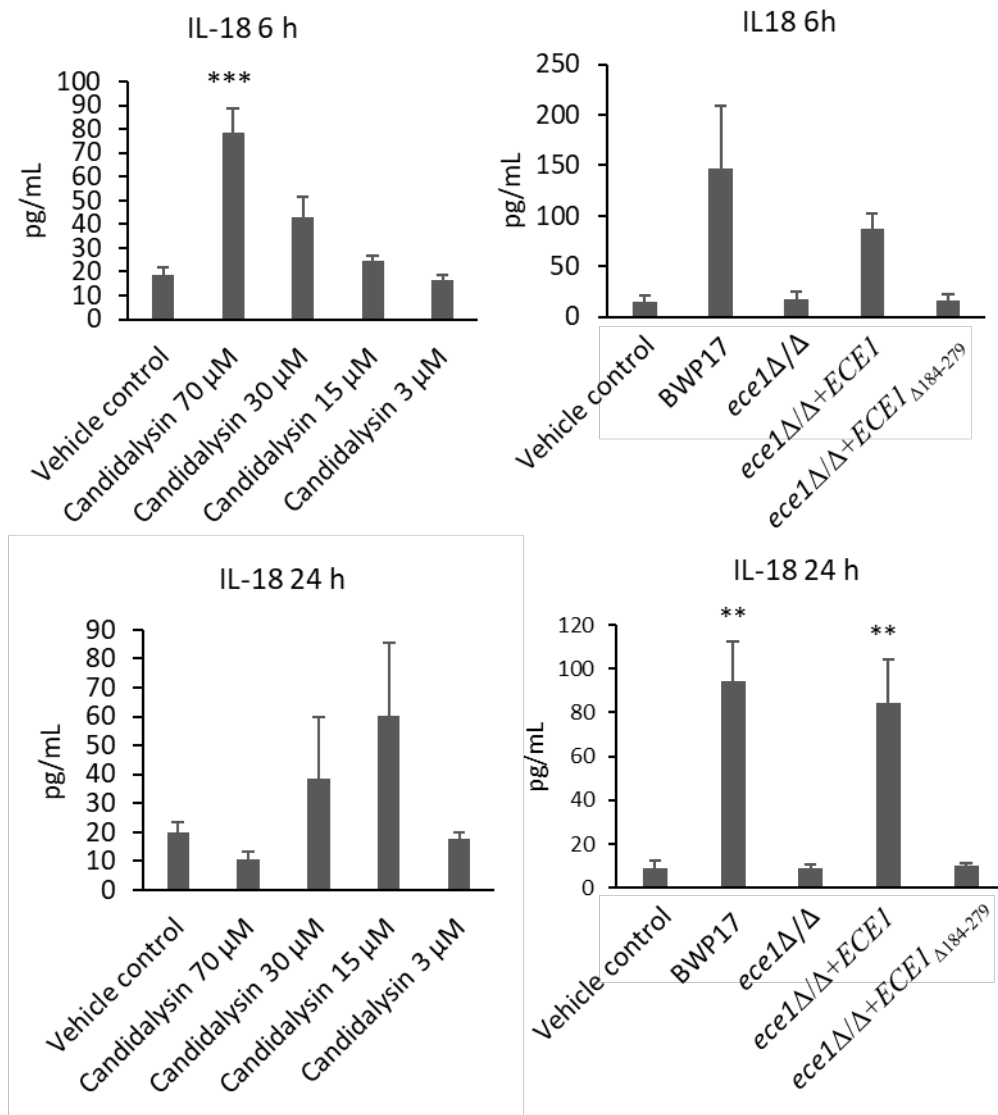 IL-18 6 h
***
100
90
80
70
60
50
40
30
20
10
0
pg/mL
Vehicle control
Candidalysin 70 µM
Candidalysin 30 µM
Candidalysin 15 µM
Candidalysin 3 µM
IL18 6h
250
200
150
100
50
0
pg/mL
Vehicle control
BWP17
ece1Δ/Δ
ece1Δ/Δ+ECE1
ece1Δ/Δ+ECE1Δ184-279
IL-18 24 h
90
80
70
60
50
40
30
20
10
0
pg/mL
Vehicle control
Candidalysin 70 µM
Candidalysin 30 µM
Candidalysin 15 µM
Candidalysin 3 µM
IL-18 24 h
** **
120
100
80
60
40
20
0
pg/mL
Vehicle control
BWP17
ece1Δ/Δ
ece1Δ/Δ+ECE1
ece1Δ/Δ+ECE1Δ184-279